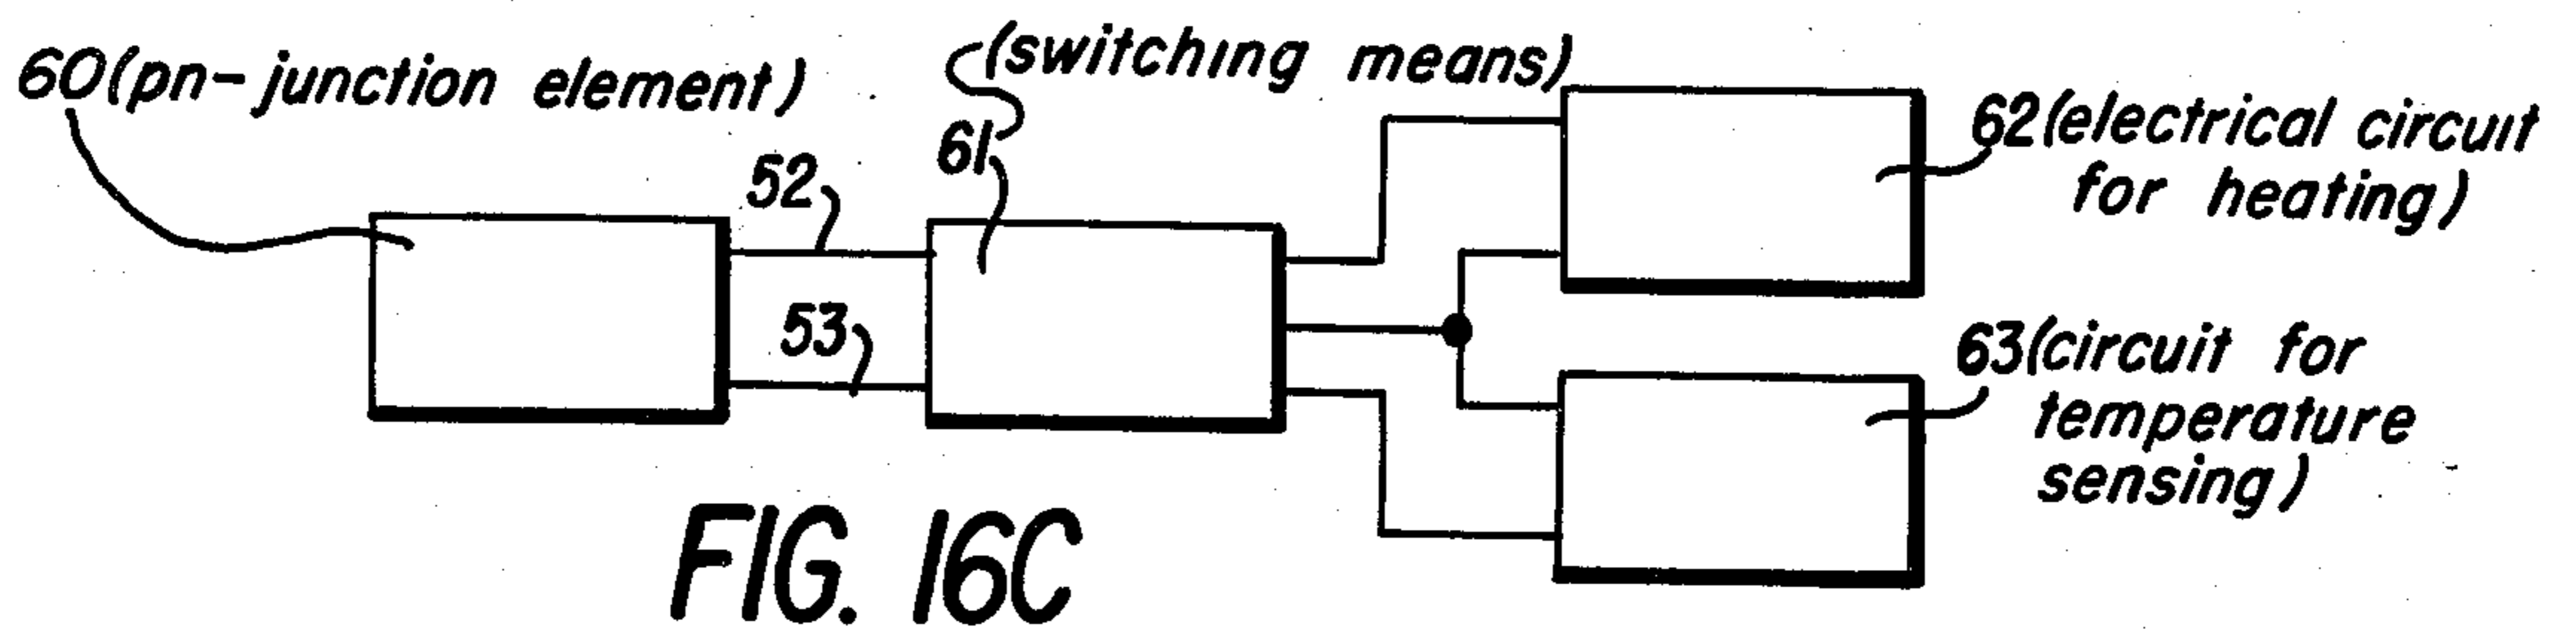 60(pn-junction element)
(switching means)
61
52
53
62(electrical circuit
for heating)
63(circuit for
temperature
sensing)
FIG. 16C